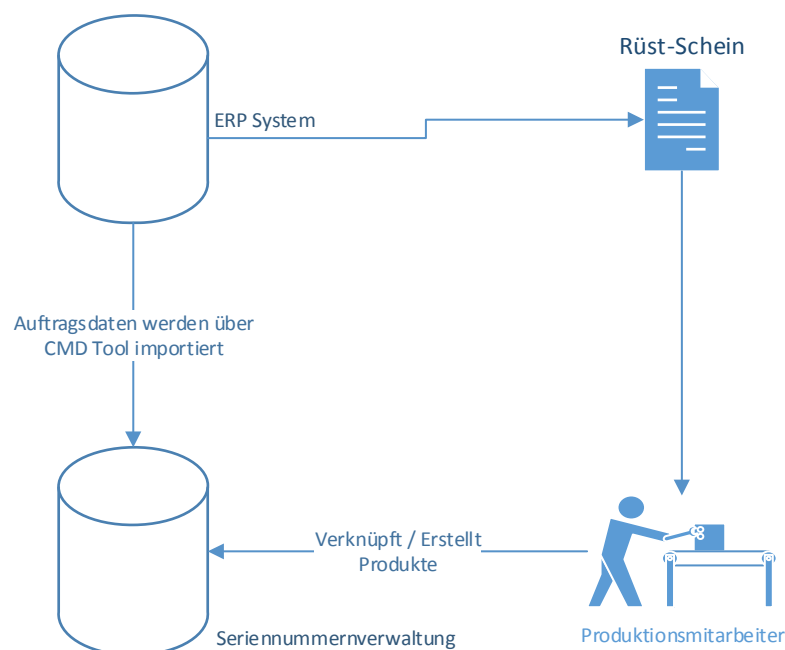 Rüst-Schein
ERP System
Auftragsdaten werden über
CMD Tool importiert
Verknüpft / Erstellt
Produkte
Seriennummernverwaltung
Produktionsmitarbeiter